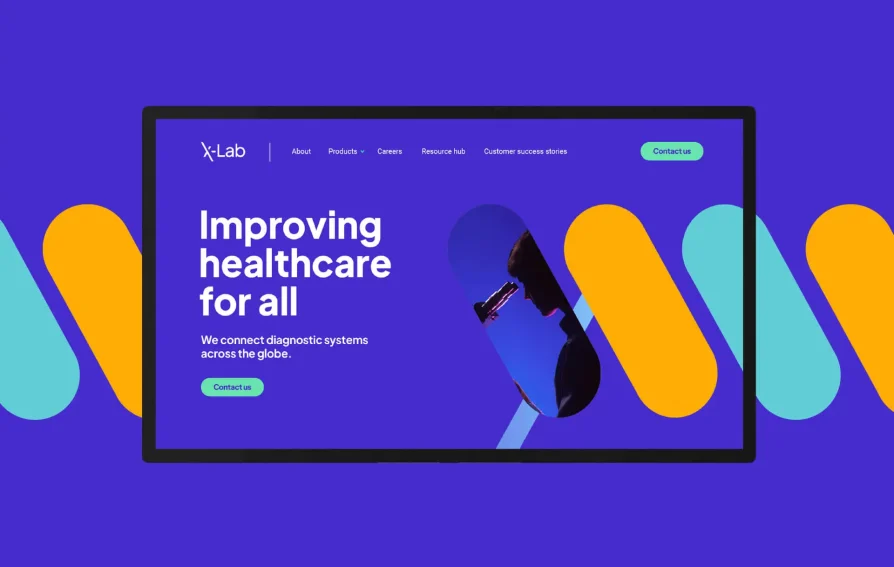 X-Lab
About
Products
Careers
Resource hub
Customer success stories
Contact us
Improving
healthcare
for all
We connect diagnostic systems
across the globe.
Contact us